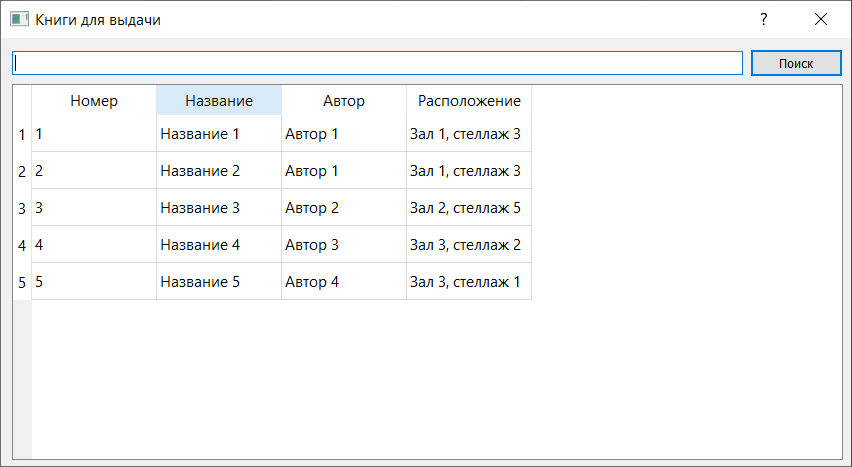 Книги для выдачи ?
Поиск
Номер Название Автор Расположение
1 1 Название 1 Автор 1 Зал 1, стеллаж 3
2 2 Название 2 Автор 1 Зал 1, стеллаж 3
3 3 Название 3 Автор 2 Зал 2, стеллаж 5
4 4 Название 4 Автор 3 Зал 3, стеллаж 2
5 5 Название 5 Автор 4 Зал 3, стеллаж 1